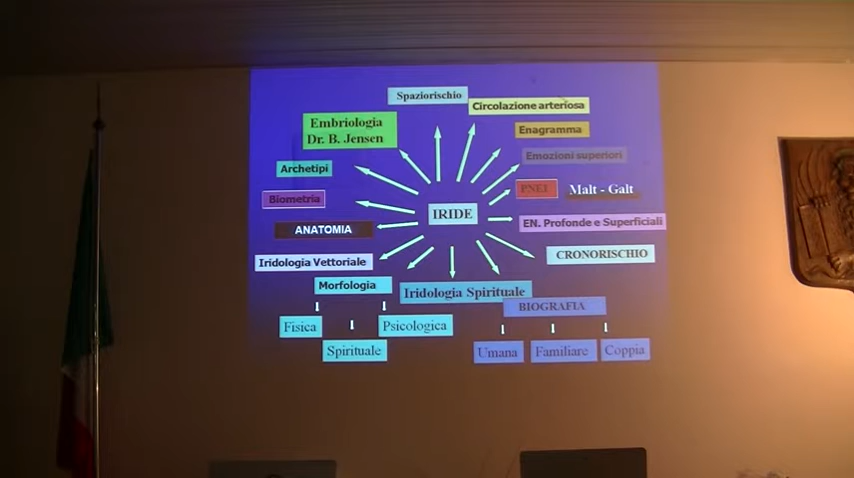 Spaziorischio
Circolazione arteriosa
Embriologia
Dr. B. Jensen
Enagramma
Emozioni superiori
Archetipi
PNEI
Malt - Galt
Biometria
IRIDE
EN. Profonde e Superficiali
ANATOMIA
CRONORISCHIO
Iridologia Vettoriale
Morfologia
Iridologia Spirituale
BIOGRAFIA
Fisica
Psicologica
Spirituale
Umana
Familiare
Coppia